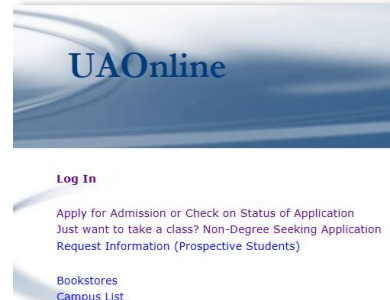 UAOnline
Log In
Apply for Admission or Check on Status of Application
Just want to take a class? Non-Degree Seeking Application
Request Information (Prospective Students)
Bookstores
Campus List